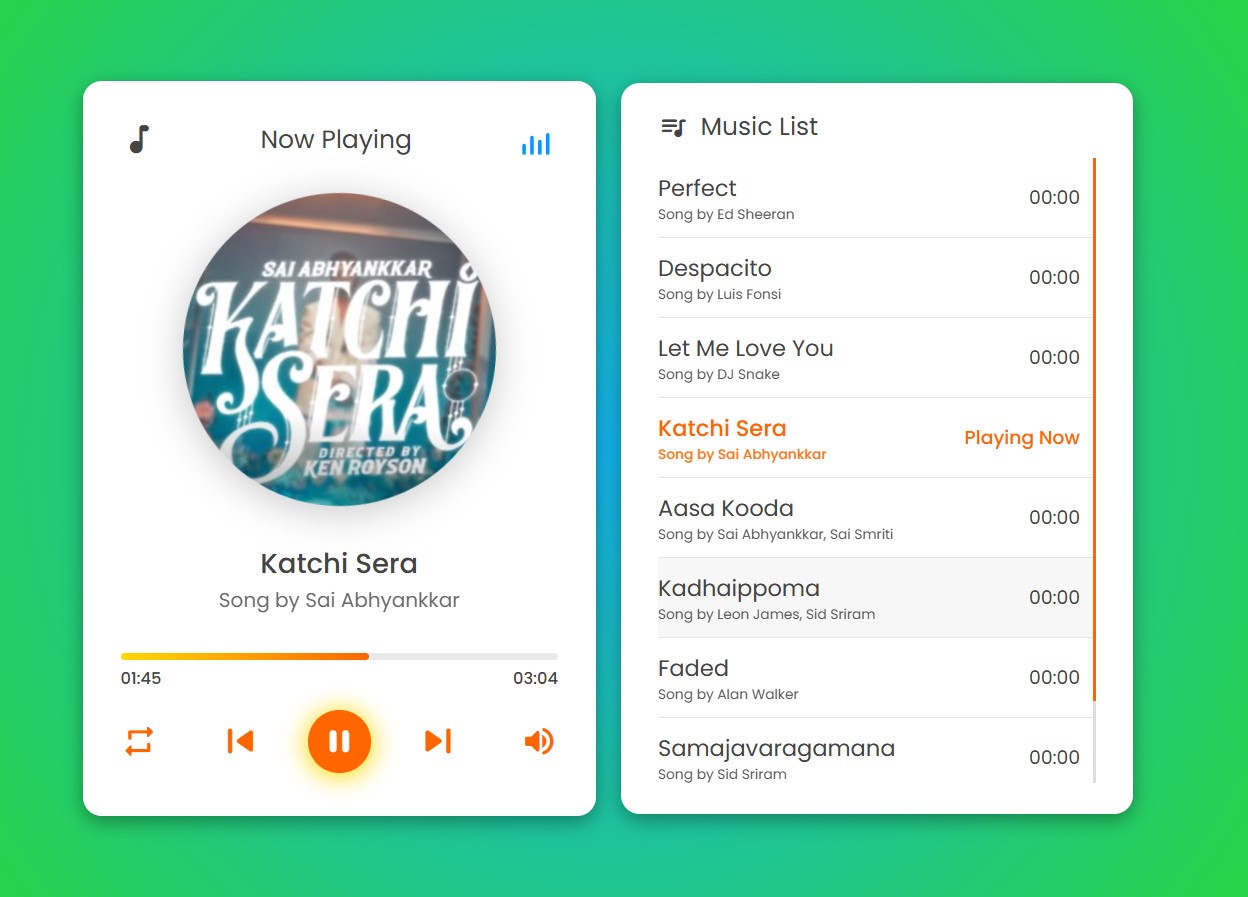 Now Playing
SAI ABHYANKKAR
KATCHI
SERA
DIRECTED BY
KEN ROYSON
Katchi Sera
Song by Sai Abhyankkar
01:45 03:04
Music List
Perfect 00:00
Song by Ed Sheeran
Despacito 00:00
Song by Luis Fonsi
Let Me Love You 00:00
Song by DJ Snake
Katchi Sera Playing Now
Song by Sai Abhyankkar
Aasa Kooda 00:00
Song by Sai Abhyankkar, Sai Smriti
Kadhaippoma 00:00
Song by Leon James, Sid Sriram
Faded 00:00
Song by Alan Walker
Samajavaragamana 00:00
Song by Sid Sriram